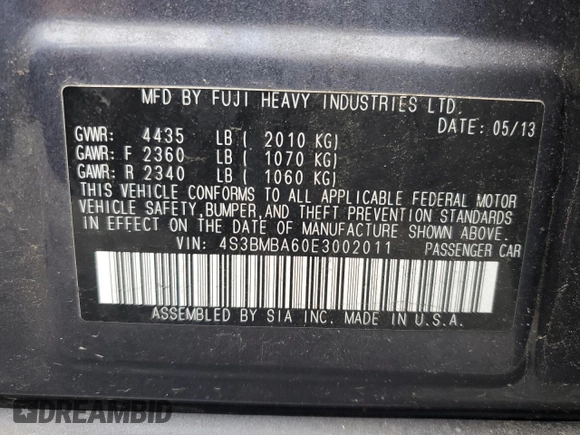 MFD BY FUJI HEAVY INDUSTRIES LTD.
DATE: 05/13
GVWR: 4435 LB ( 2010 KG)
GAWR: F 2360 LB ( 1070 KG)
GAWR: R 2340 LB ( 1060 KG)
THIS VEHICLE CONFORMS TO ALL APPLICABLE FEDERAL MOTOR
VEHICLE SAFETY,BUMPER,AND THEFT PREVENTION STANDARDS
IN EFFECT ON THE DATE OF MANUFACTURE SHOWN ABOVE.
VIN: 4S3BMBA60E3002011 PASSENGER CAR
ASSEMBLED BY SIA INC. MADE IN U.S.A.
DREAMBID